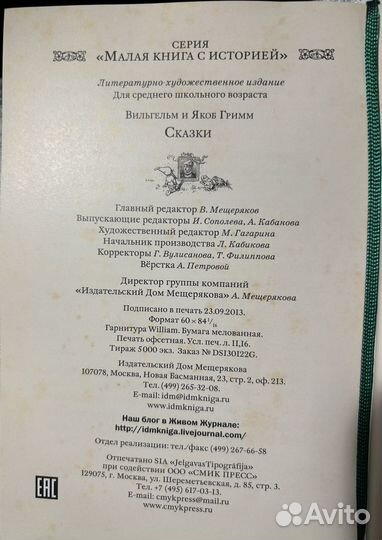 СЕРИЯ
«Малая книга с историей»
Литературно-художественное издание
Для среднего школьного возраста
Вильгельм и Якоб Гримм
Сказки
Главный редактор В. Мещеряков
Выпускающие редакторы И. Сополева, А. Кабанова
Художественный редактор М. Гагарина
Начальник производства Л. Кабикова
Корректоры Г. Вулисанова, Т. Филиппова
Вёрстка А. Петровой
Директор группы компаний
«Издательский Дом Мещерякова» А. Мещерякова
Подписано в печать 23.09.2013.
Формат 60 × 84 1/16
Гарнитура William. Бумага мелованная.
Печать офсетная. Усл. печ. л. 11,16.
Тираж 5 000 экз. Заказ № DSI30122G.
Издательский Дом Мещерякова
107078, Москва, Новая Басманная, 23, стр. 2, оф. 213.
Тел. (499) 265-32-08.
E-mail: idm@idmkniga.ru
www.idmkniga.ru
Наш блог в Живом Журнале:
http://idmkniga.livejournal.com/
Отдел реализации: тел./факс (499) 267-66-58
Отпечатано SIA «JelgavasTipogrāfija»
при содействии ООО «СМИК ПРЕСС»
129075, г. Москва, ул. Шереметьевская, д. 85, стр. 3.
Тел. +7 (495) 617-03-13.
E-mail: cmykpress@mail.ru
www.cmykpress.ru
EAC
Avito